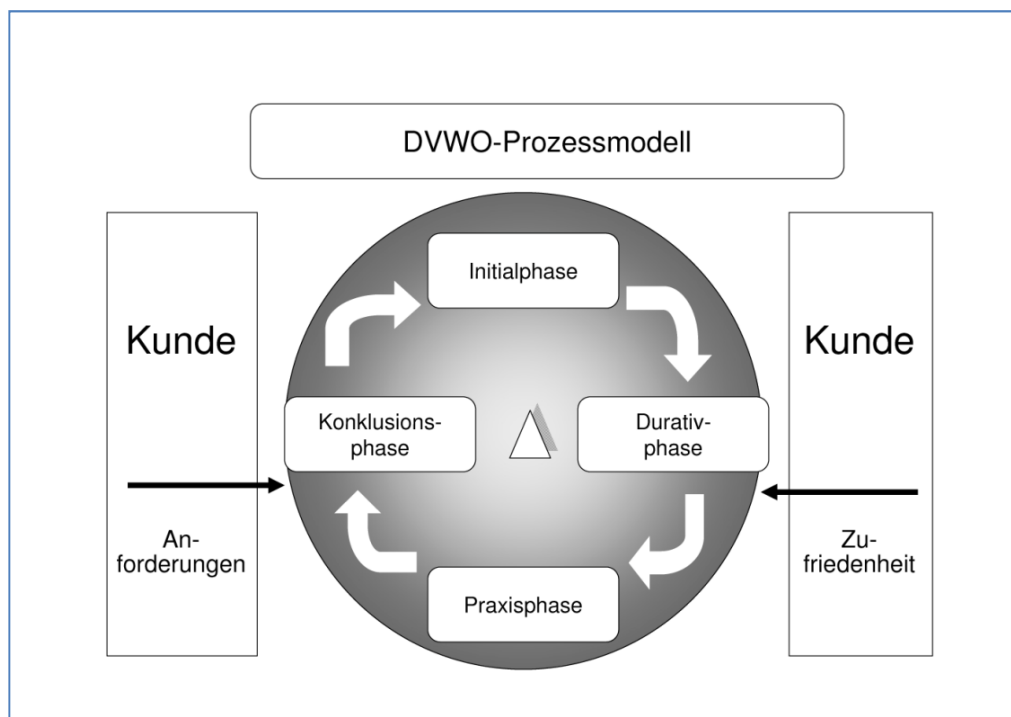 DVWO-Prozessmodell
Kunde
An-
forderungen
Initialphase
Konklusions-
phase
Durativ-
phase
Praxisphase
Kunde
Zu-
friedenheit